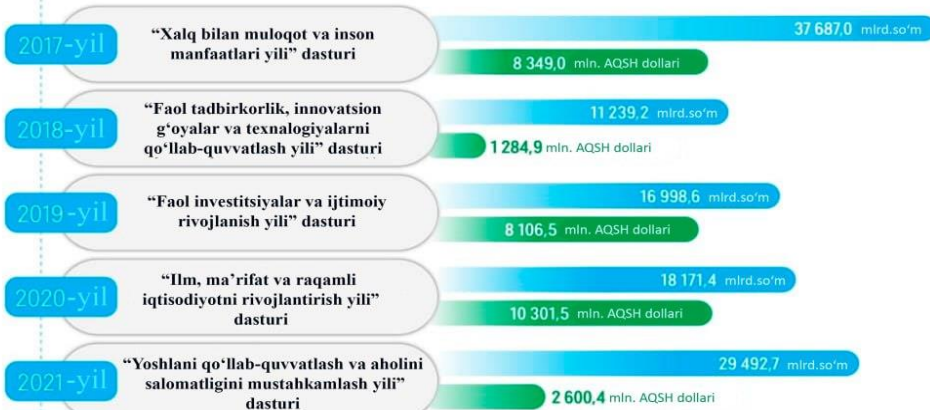 2017-yil
“Xalq bilan muloqot va inson
manfaatlari yili” dasturi
37 687,0 mlrd.so‘m
8 349,0 mln. AQSH dollari
2018-yil
“Faol tadbirkorlik, innovatsion
g‘oyalar va texnalogiyalarni
qo‘llab-quvvatlash yili” dasturi
11 239,2 mlrd.so‘m
1 284,9 mln. AQSH dollari
2019-yil
“Faol investitsiyalar va ijtimoiy
rivojlanish yili” dasturi
16 998,6 mlrd.so‘m
8 106,5 mln. AQSH dollari
2020-yil
“Ilm, ma’rifat va raqamli
iqtisodiyotni rivojlantirish yili”
dasturi
18 171,4 mlrd.so‘m
10 301,5 mln. AQSH dollari
2021-yil
“Yoshlani qo‘llab-quvvatlash va aholini
salomatligini mustahkamlash yili”
dasturi
29 492,7 mlrd.so‘m
2 600,4 mln. AQSH dollari